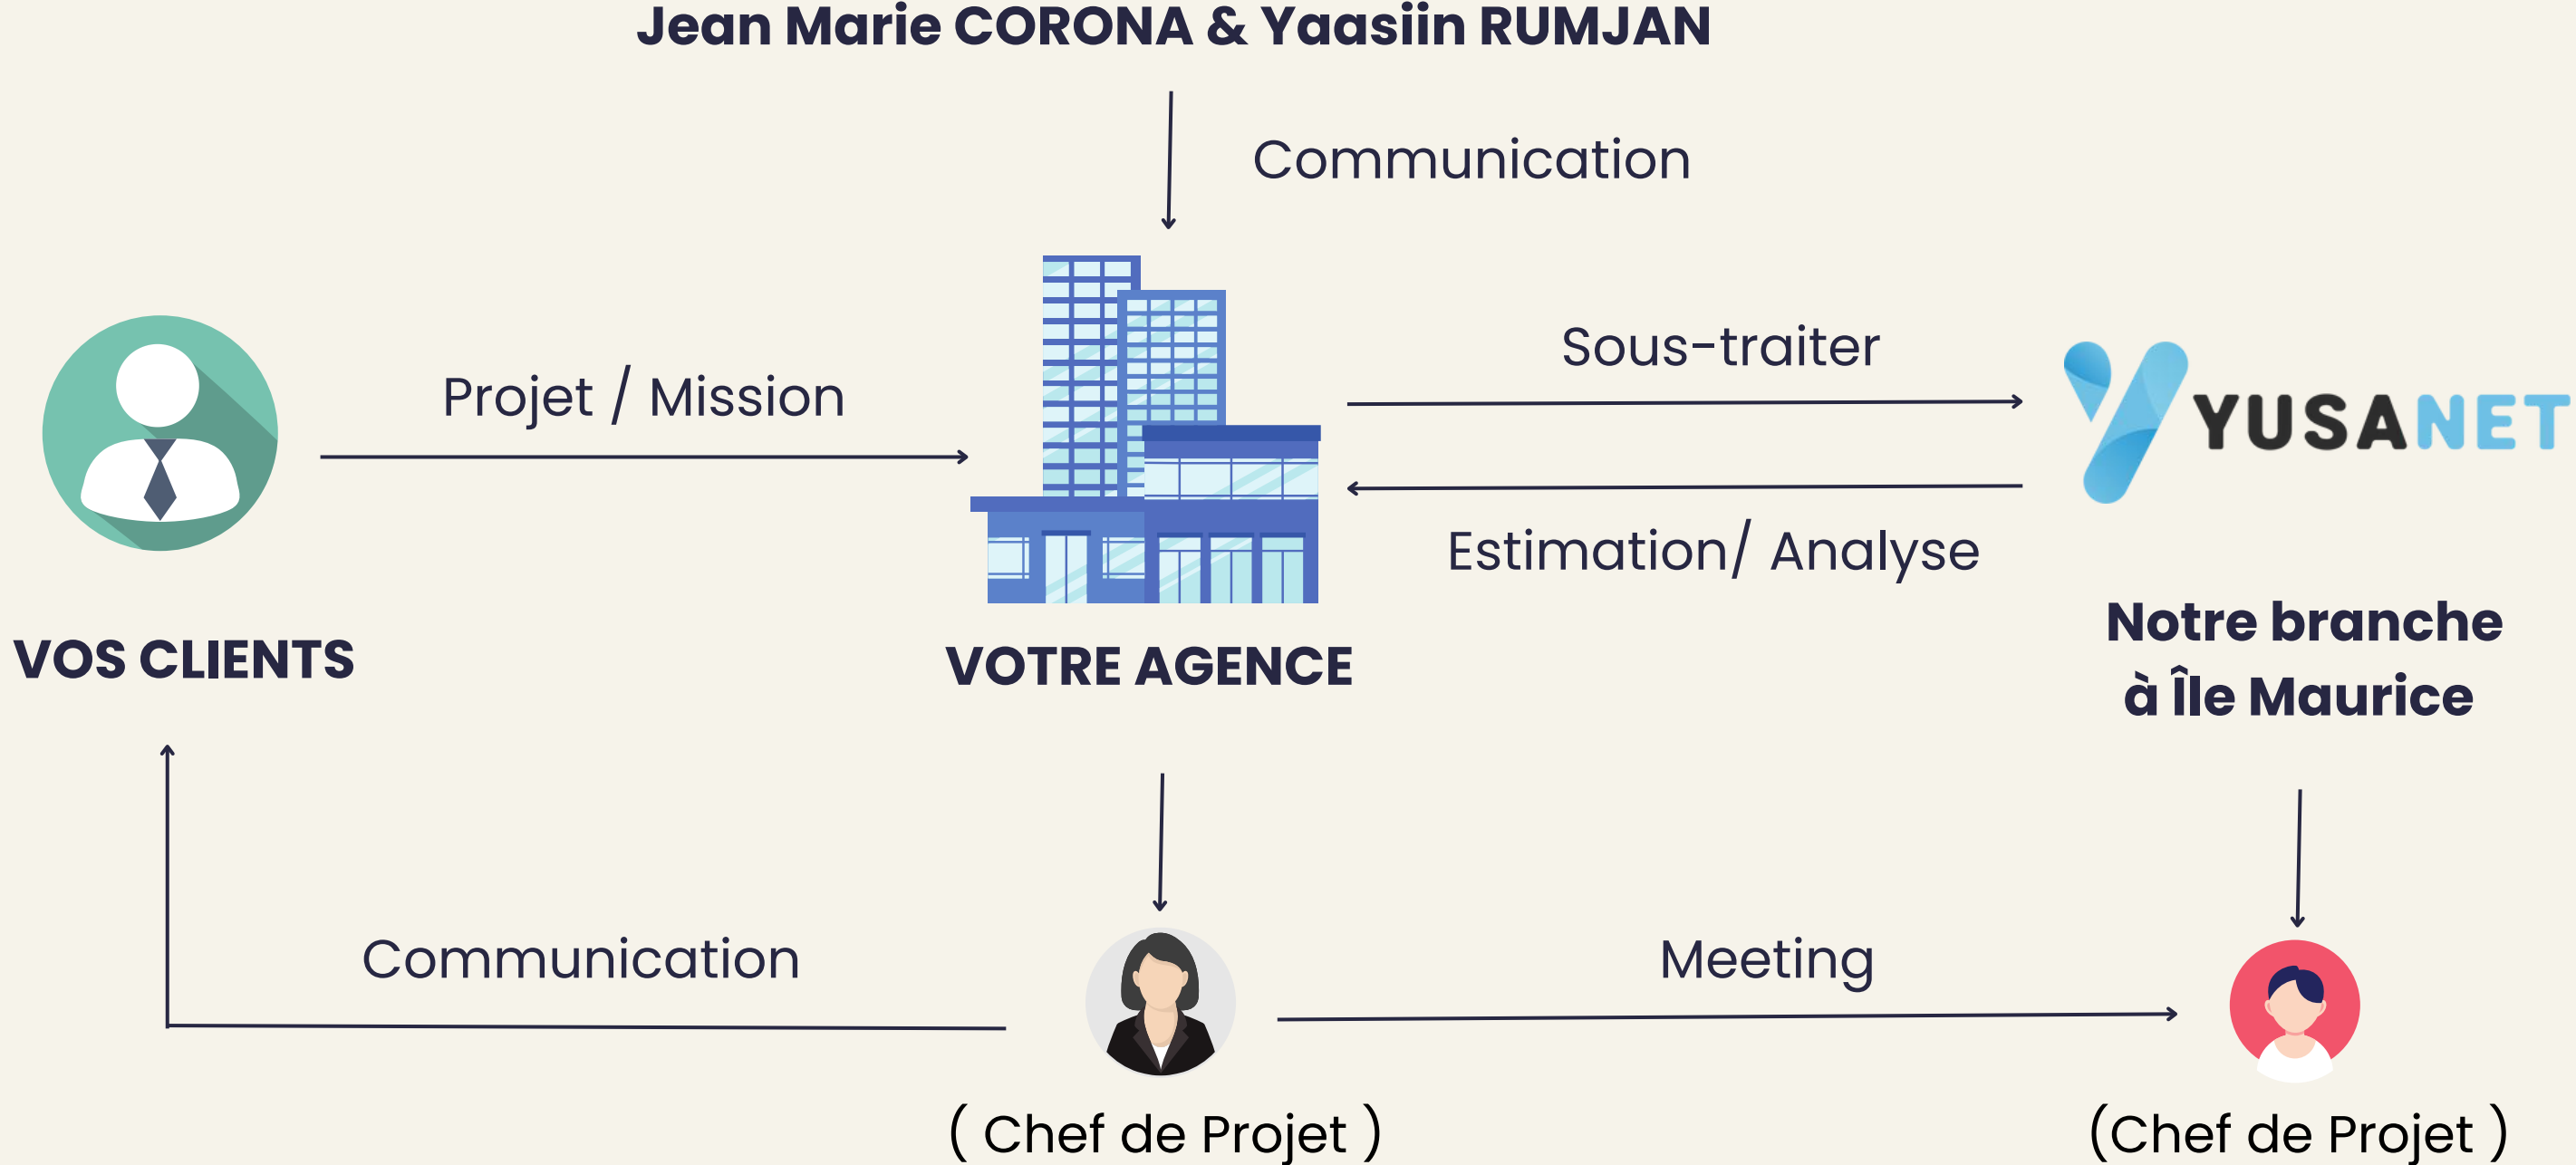 Jean Marie CORONA & Yaasiin RUMJAN
Communication
Projet / Mission
Sous-traiter
YUSANET
Estimation/ Analyse
VOS CLIENTS
VOTRE AGENCE
Notre branche
à Île Maurice
Communication
Meeting
( Chef de Projet )
(Chef de Projet )